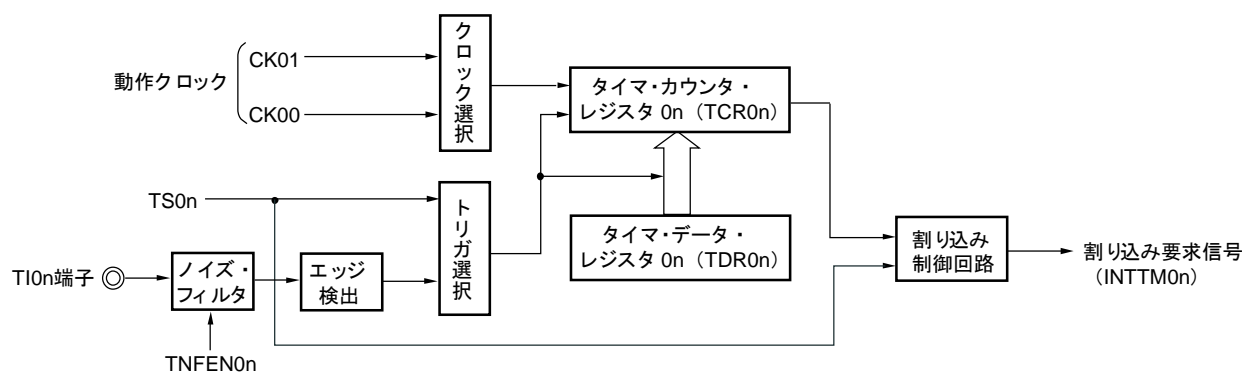 動作クロック
CK01
CK00
クロック選択
タイマ・カウンタ・
レジスタ 0n (TCR0n)
TS0n
トリガ選択
タイマ・データ・
レジスタ 0n (TDR0n)
割り込み
制御回路
割り込み要求信号
(INTTM0n)
TI0n端子
ノイズ・
フィルタ
エッジ
検出
TNFEN0n